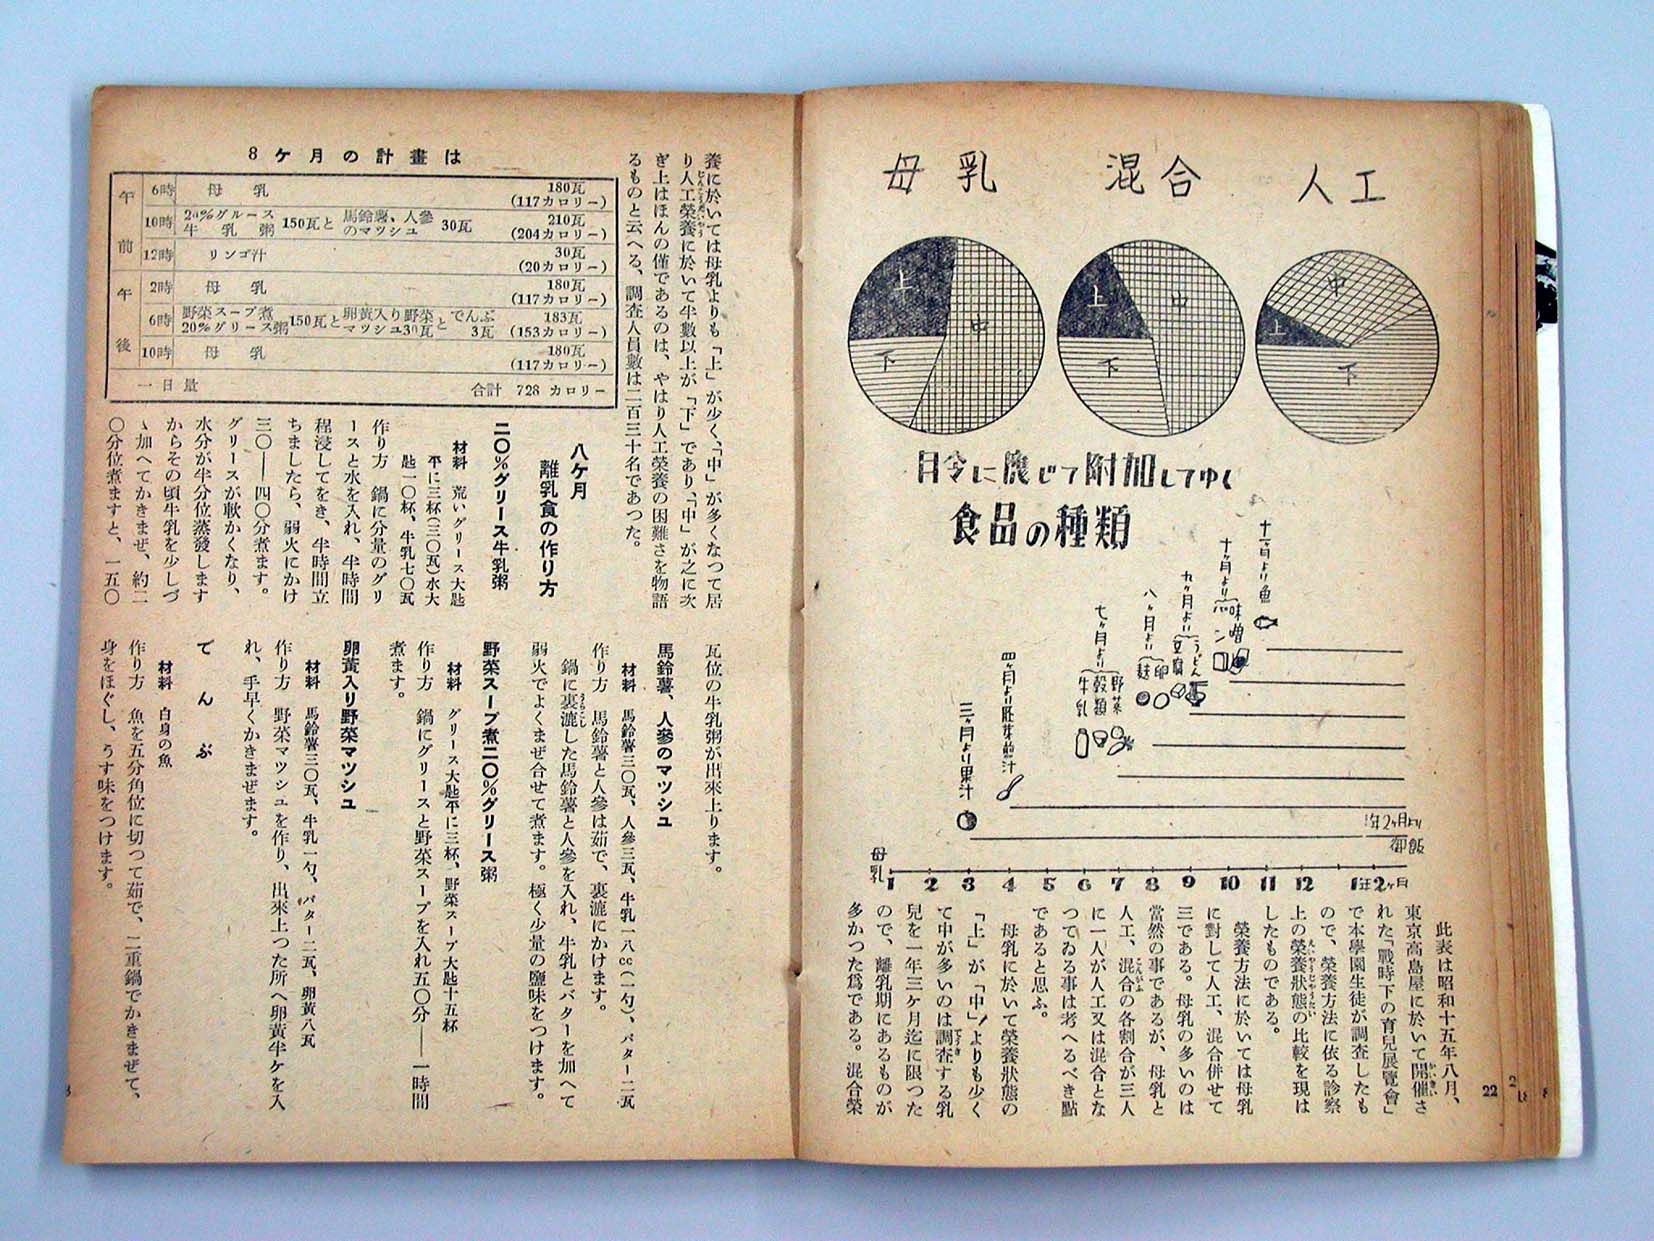 母乳
混合
人工
上
中
下
上
中
下
中
上
下
日令に應じて附加してゆく
食品の種類
十一ヶ月より魚
十ヶ月より
味噌
パン
九ヶ月より
うどん
豆腐
八ヶ月より
卵
麩
七ヶ月より
野菜
穀類
牛乳
四ヶ月より胚芽煎汁
三ヶ月より果汁
1年2ヶ月より
御飯
母乳
1 2 3 4 5 6 7 8 9 10 11 12 1年2ヶ月
此表は昭和十五年八月、
東京高島屋に於いて開催さ
れた「戰時下の育兒展覽會」
で本學園生徒が調査したも
ので、榮養方法に依る診察
上の榮養狀態の比較を現は
したものである。
榮養方法に於いては母乳
に對して人工、混合併せて
三である。母乳の多いのは
當然の事であるが、母乳と
人工、混合の各割合が三人
に一人が人工又は混合とな
つてゐる事は考へるべき點
であると思ふ。
母乳に於いて榮養狀態の
「上」が「中」よりも少く
て中が多いのは調査する乳
兒を一年三ヶ月迄に限つた
ので、離乳期にあるものが
多かつた爲である。混合榮
22
養に於いては母乳よりも「上」が少く、「中」が多くなつて居
り人工榮養に於いて半數以上が「下」であり、「中」が之に次
ぎ上はほんの僅であるのは、やはり人工榮養の困難さを物語
るものと云へる、調査人員數は二百三十名であつた。
8ヶ月の計畫は
午前
6時 母乳 180瓦 (117カロリー)
10時 20%グルース牛乳粥 150瓦と 馬鈴薯、人參のマツシユ 30瓦 210瓦 (204カロリー)
12時 リンゴ汁 30瓦 (20カロリー)
午後
2時 母乳 180瓦 (117カロリー)
6時 野菜スープ煮20%グリース粥 150瓦と 卵黃入り野菜マツシユ30瓦と でんぶ3瓦 183瓦 (153カロリー)
10時 母乳 180瓦 (117カロリー)
一日量 合計 728 カロリー
八ケ月
離乳食の作り方
二〇%グリース牛乳粥
材料 荒いグリース大匙
平に三杯(三〇瓦)水大
匙一〇杯、牛乳七〇瓦
作り方 鍋に分量のグリ
ースと水を入れ、半時間
程浸してをき、半時間立
ちましたら、弱火にかけ
三〇——四〇分煮ます。
グリースが軟かくなり、
水分が半分位蒸發します
からその頃牛乳を少しづ
ゝ加へてかきまぜ、約二
〇分位煮ますと、一五〇
瓦位の牛乳粥が出來上ります。
馬鈴薯、人參のマツシユ
材料 馬鈴薯三〇瓦、人參三瓦、牛乳一八cc(一勺)、バター二瓦
作り方 馬鈴薯と人參は茹で、裏漉にかけます。
鍋に裏漉した馬鈴薯と人參を入れ、牛乳とバターを加へて
弱火でよくまぜ合せて煮ます。極く少量の鹽味をつけます。
野菜スープ煮二〇%グリース粥
材料 グリース大匙平に三杯、野菜スープ大匙十五杯
作り方 鍋にグリースと野菜スープを入れ五〇分——一時間
煮ます。
卵黃入り野菜マツシユ
材料 馬鈴薯三〇瓦、牛乳一勺、バター二瓦、卵黃八瓦
作り方 野菜マツシユを作り、出來上つた所へ卵黃半ケを入
れ、手早くかきまぜます。
でんぶ
材料 白身の魚
作り方 魚を五分角位に切つて茹で、二重鍋でかきまぜて、
身をほぐし、うす味をつけます。